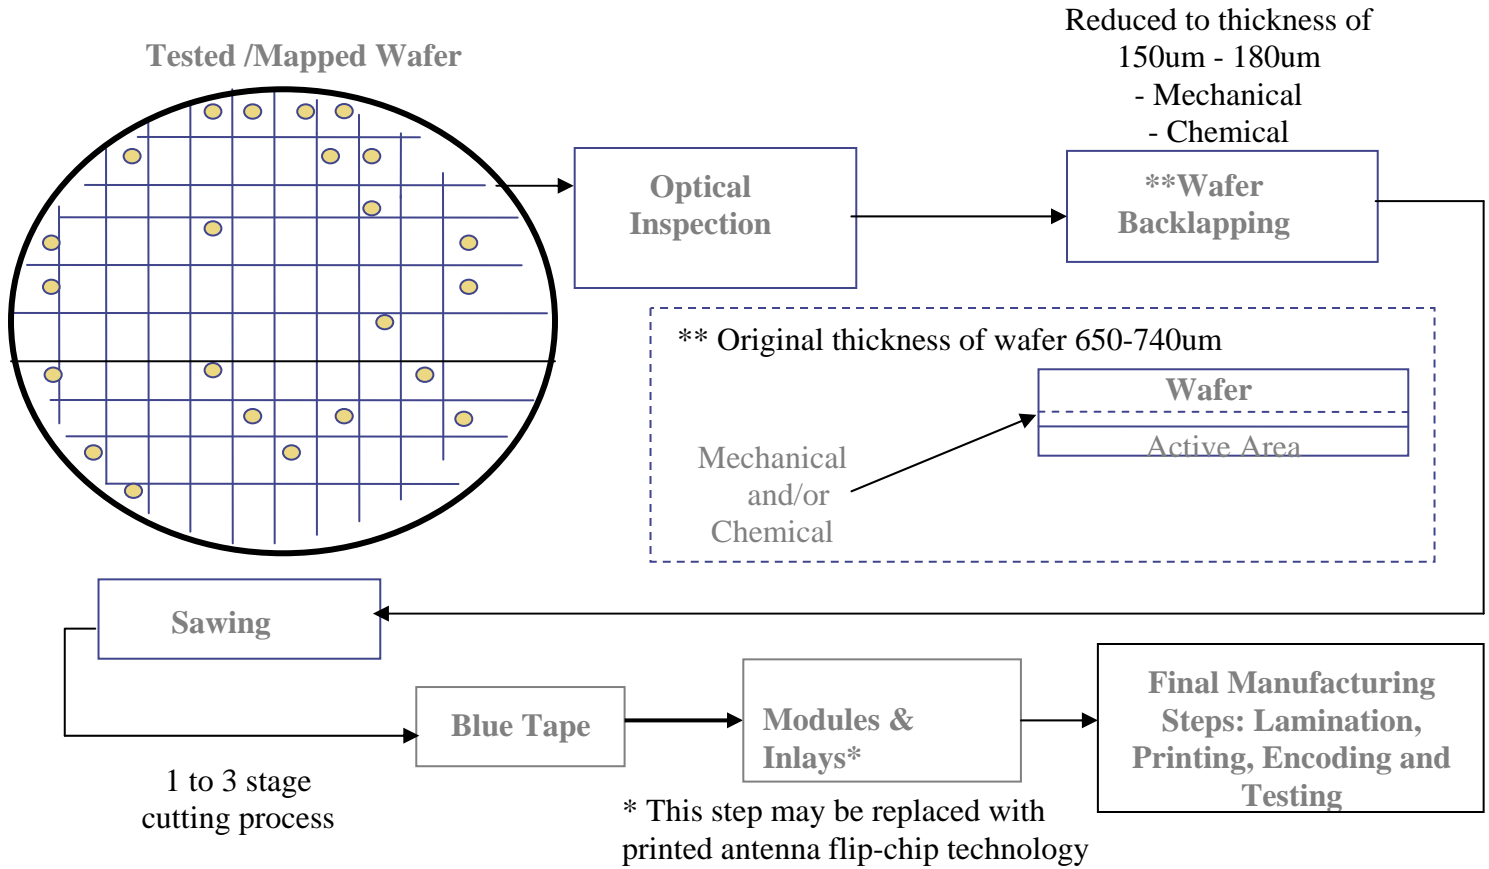 Reduced to thickness of
150um - 180um
- Mechanical
- Chemical
Tested /Mapped Wafer
Optical
Inspection
**Wafer
Backlapping
** Original thickness of wafer 650-740um
Wafer
Active Area
Mechanical
and/or
Chemical
Sawing
1 to 3 stage
cutting process
Blue Tape
Modules &
Inlays*
* This step may be replaced with
printed antenna flip-chip technology
Final Manufacturing
Steps: Lamination,
Printing, Encoding and
Testing